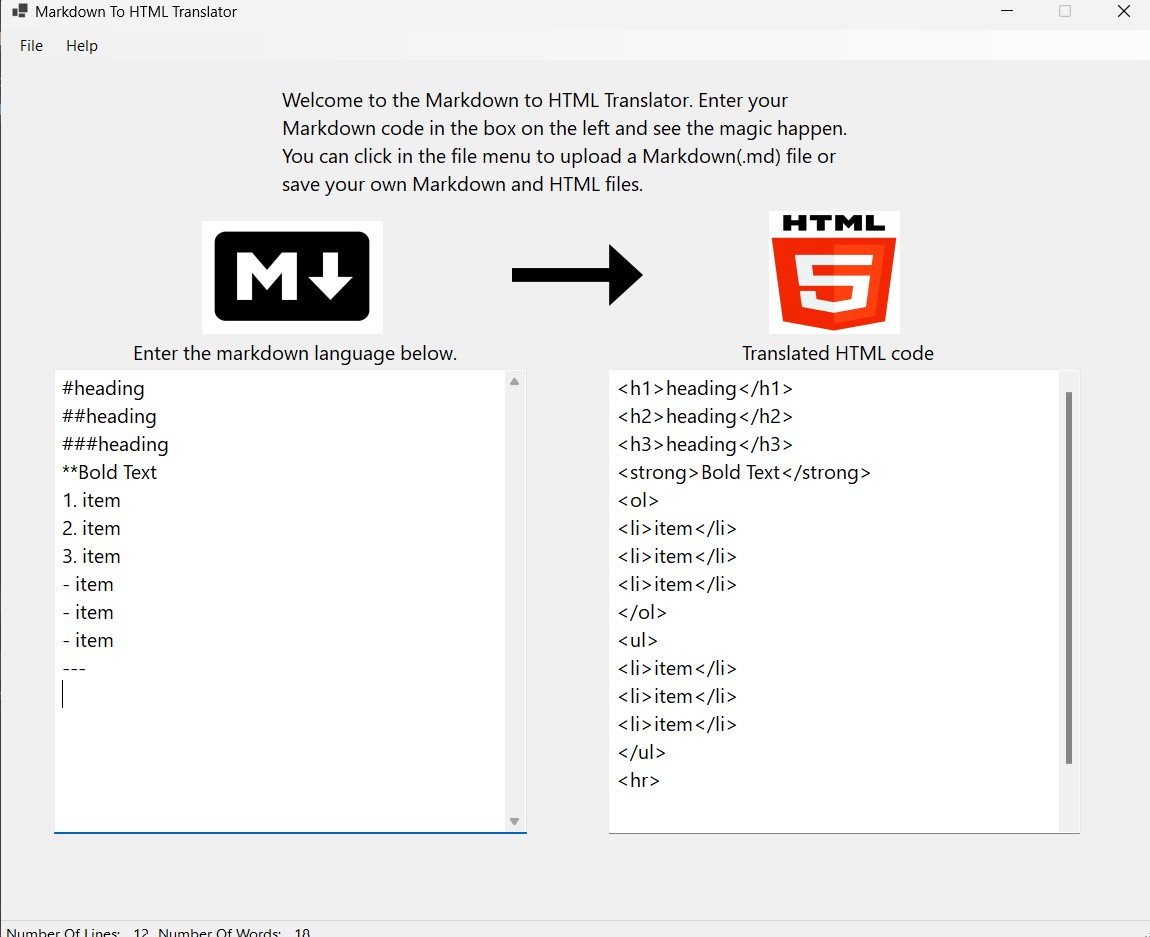 Markdown To HTML Translator
File Help
Welcome to the Markdown to HTML Translator. Enter your
Markdown code in the box on the left and see the magic happen.
You can click in the file menu to upload a Markdown(.md) file or
save your own Markdown and HTML files.
M
HTML
5
Enter the markdown language below.
Translated HTML code
#heading
##heading
###heading
**Bold Text
1. item
2. item
3. item
- item
- item
- item
---
<h1>heading</h1>
<h2>heading</h2>
<h3>heading</h3>
<strong>Bold Text</strong>
<ol>
<li>item</li>
<li>item</li>
<li>item</li>
</ol>
<ul>
<li>item</li>
<li>item</li>
<li>item</li>
</ul>
<hr>
Number Of Lines: 12 Number Of Words: 18